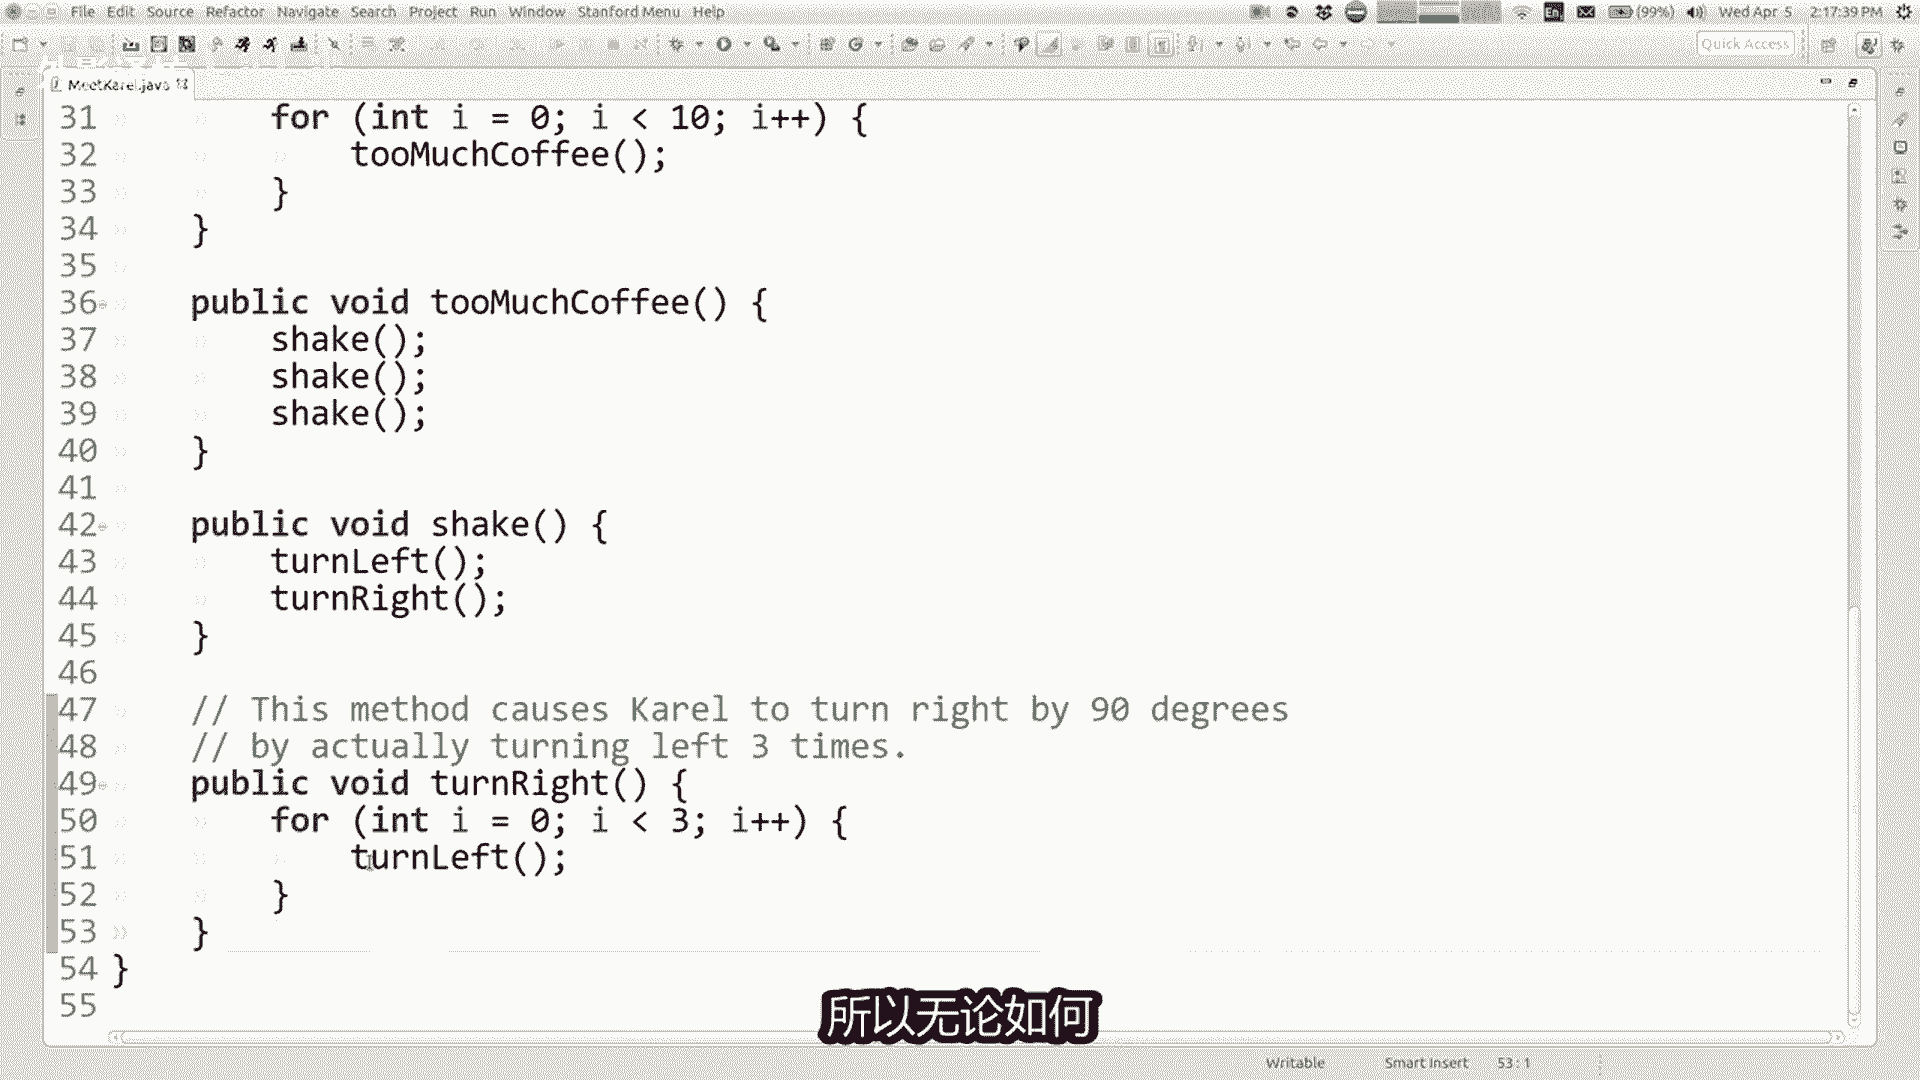 File Edit Source Refactor Navigate Search Project Run Window Stanford Menu Help En (99%) Wed Apr 5 2:17:39 PM
Quick Access
MeetKarel.java
31 for (int i = 0; i < 10; i++) {
32 tooMuchCoffee();
33 }
34 }
35
36 public void tooMuchCoffee() {
37 shake();
38 shake();
39 shake();
40 }
41
42 public void shake() {
43 turnLeft();
44 turnRight();
45 }
46
47 // This method causes Karel to turn right by 90 degrees
48 // by actually turning left 3 times.
49 public void turnRight() {
50 for (int i = 0; i < 3; i++) {
51 turnLeft();
52 }
53 }
54 }
55
所以无论如何
Writable Smart Insert 53 : 1